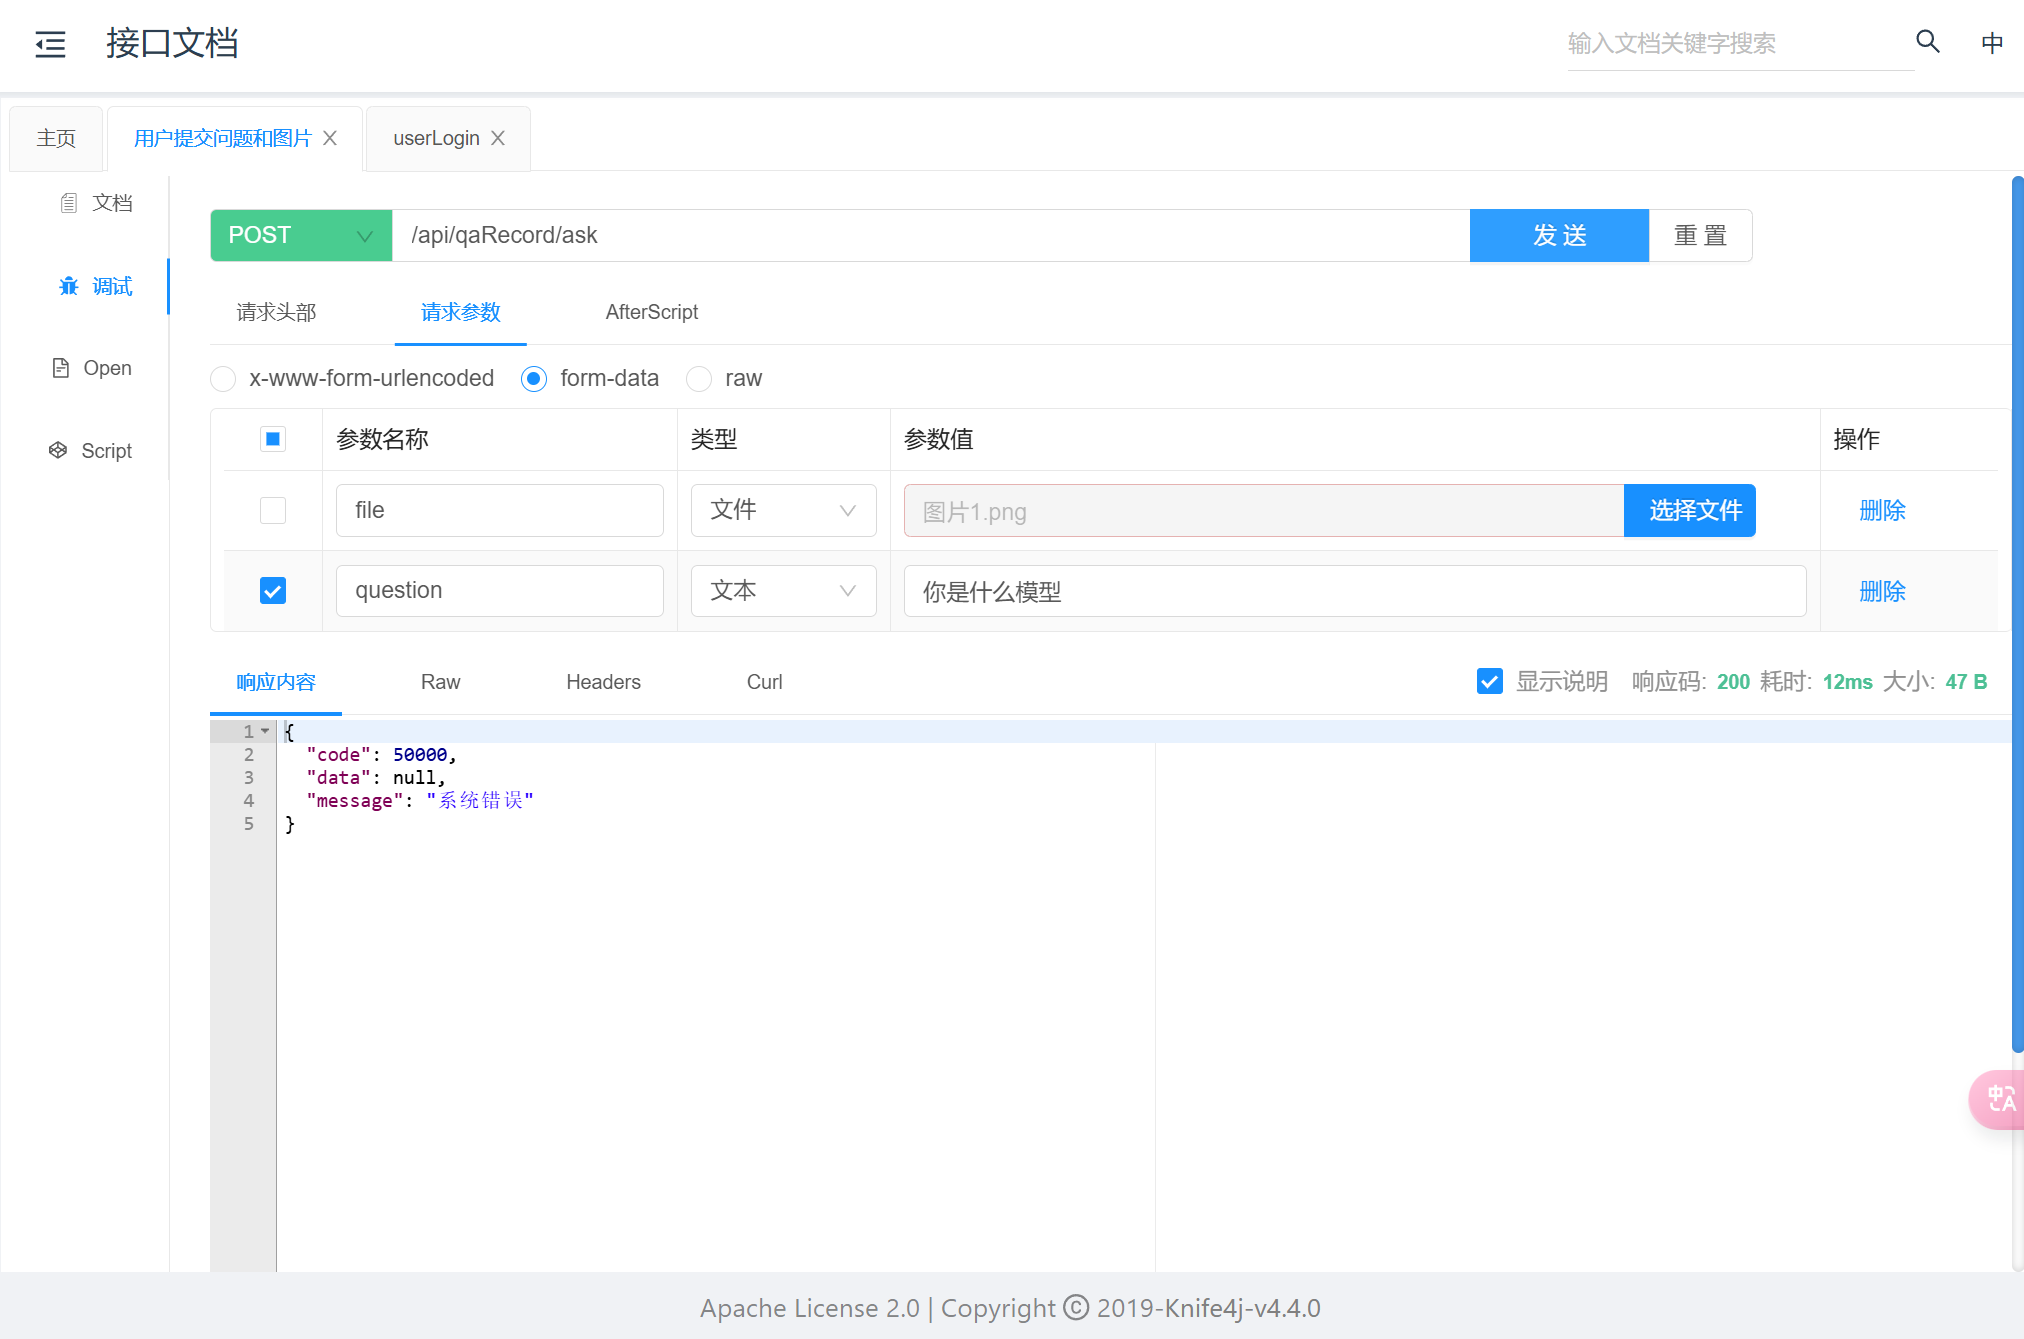 接口文档
输入文档关键字搜索
中
主页
用户提交问题和图片
userLogin
文档
调试
Open
Script
POST
/api/qaRecord/ask
发 送
重 置
请求头部
请求参数
AfterScript
x-www-form-urlencoded
form-data
raw
参数名称
类型
参数值
操作
file
文件
图片1.png
选择文件
删除
question
文本
你是什么模型
删除
响应内容
Raw
Headers
Curl
显示说明
响应码: 200 耗时: 12ms 大小: 47 B
1 {
2 "code": 50000,
3 "data": null,
4 "message": "系统错误"
5 }
中A
Apache License 2.0 | Copyright © 2019-Knife4j-v4.4.0